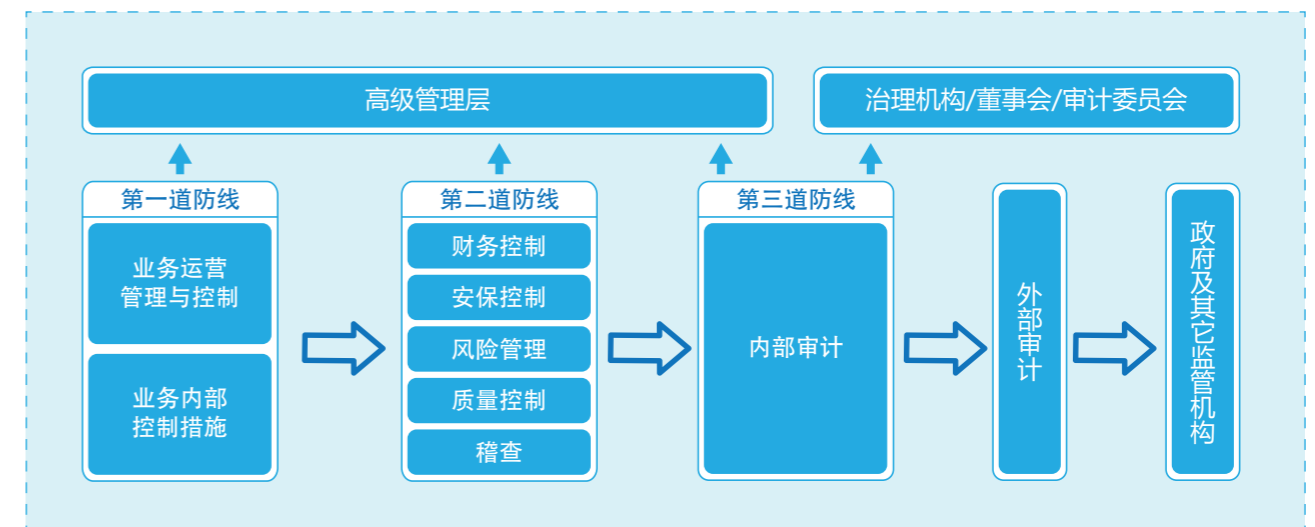 高级管理层
治理机构/董事会/审计委员会
第一道防线
业务运营
管理与控制
业务内部
控制措施
第二道防线
财务控制
安保控制
风险管理
质量控制
稽查
第三道防线
内部审计
外部审计
政府及其它监管机构